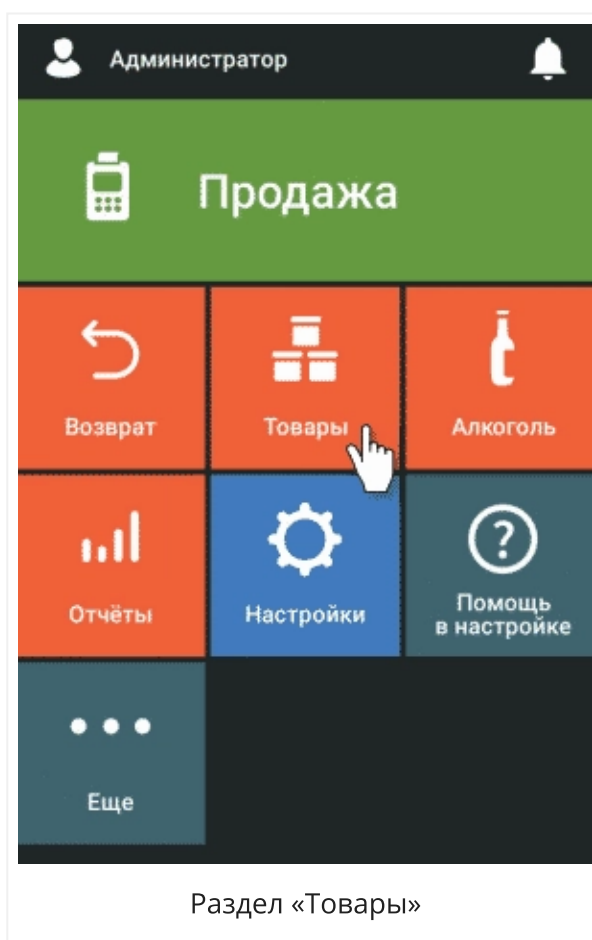 Администратор
Продажа
Возврат
Товары
Алкоголь
Отчёты
Настройки
Помощь
в настройке
Еще
Раздел «Товары»